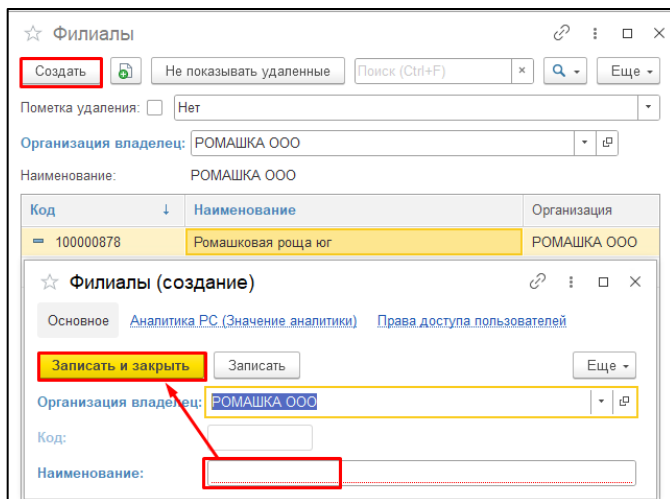 Филиалы
Создать Не показывать удаленные Поиск (Ctrl+F) × Еще
Пометка удаления: Нет
Организация владелец: РОМАШКА ООО
Наименование: РОМАШКА ООО
Код ↓ Наименование Организация
100000878 Ромашковая роща юг РОМАШКА ООО
Филиалы (создание)
Основное Аналитика РС (Значение аналитики) Права доступа пользователей
Записать и закрыть Записать Еще
Организация владелец: РОМАШКА ООО
Код:
Наименование: